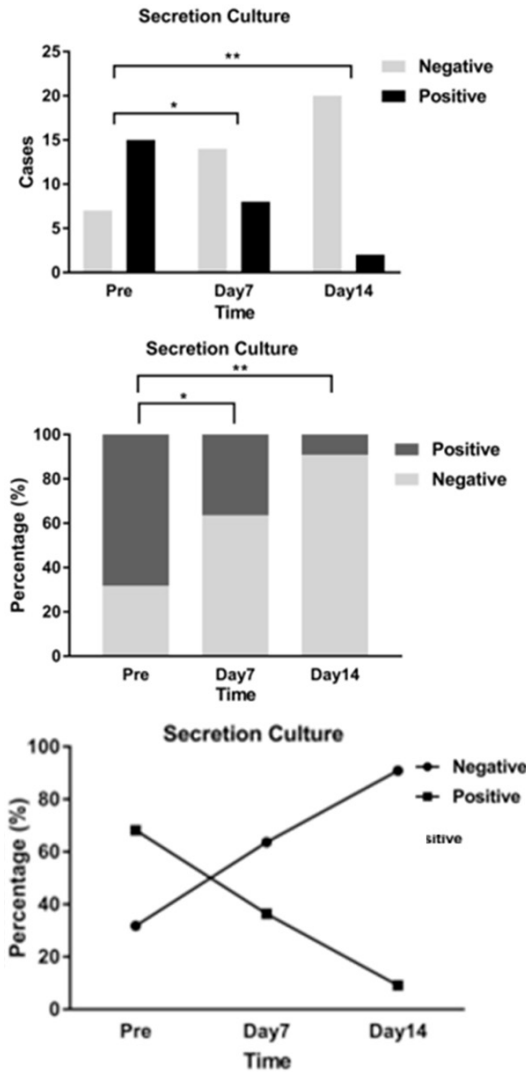 Secretion Culture
25
20
15
10
5
0
Cases
**
*
Negative
Positive
Pre Day7 Day14
Time
Secretion Culture
**
*
100
80
60
40
20
0
Percentage (%)
Positive
Negative
Pre Day7 Day14
Time
Secretion Culture
100
80
60
40
20
0
Percentage (%)
Negative
Positive
sitive
Pre Day7 Day14
Time